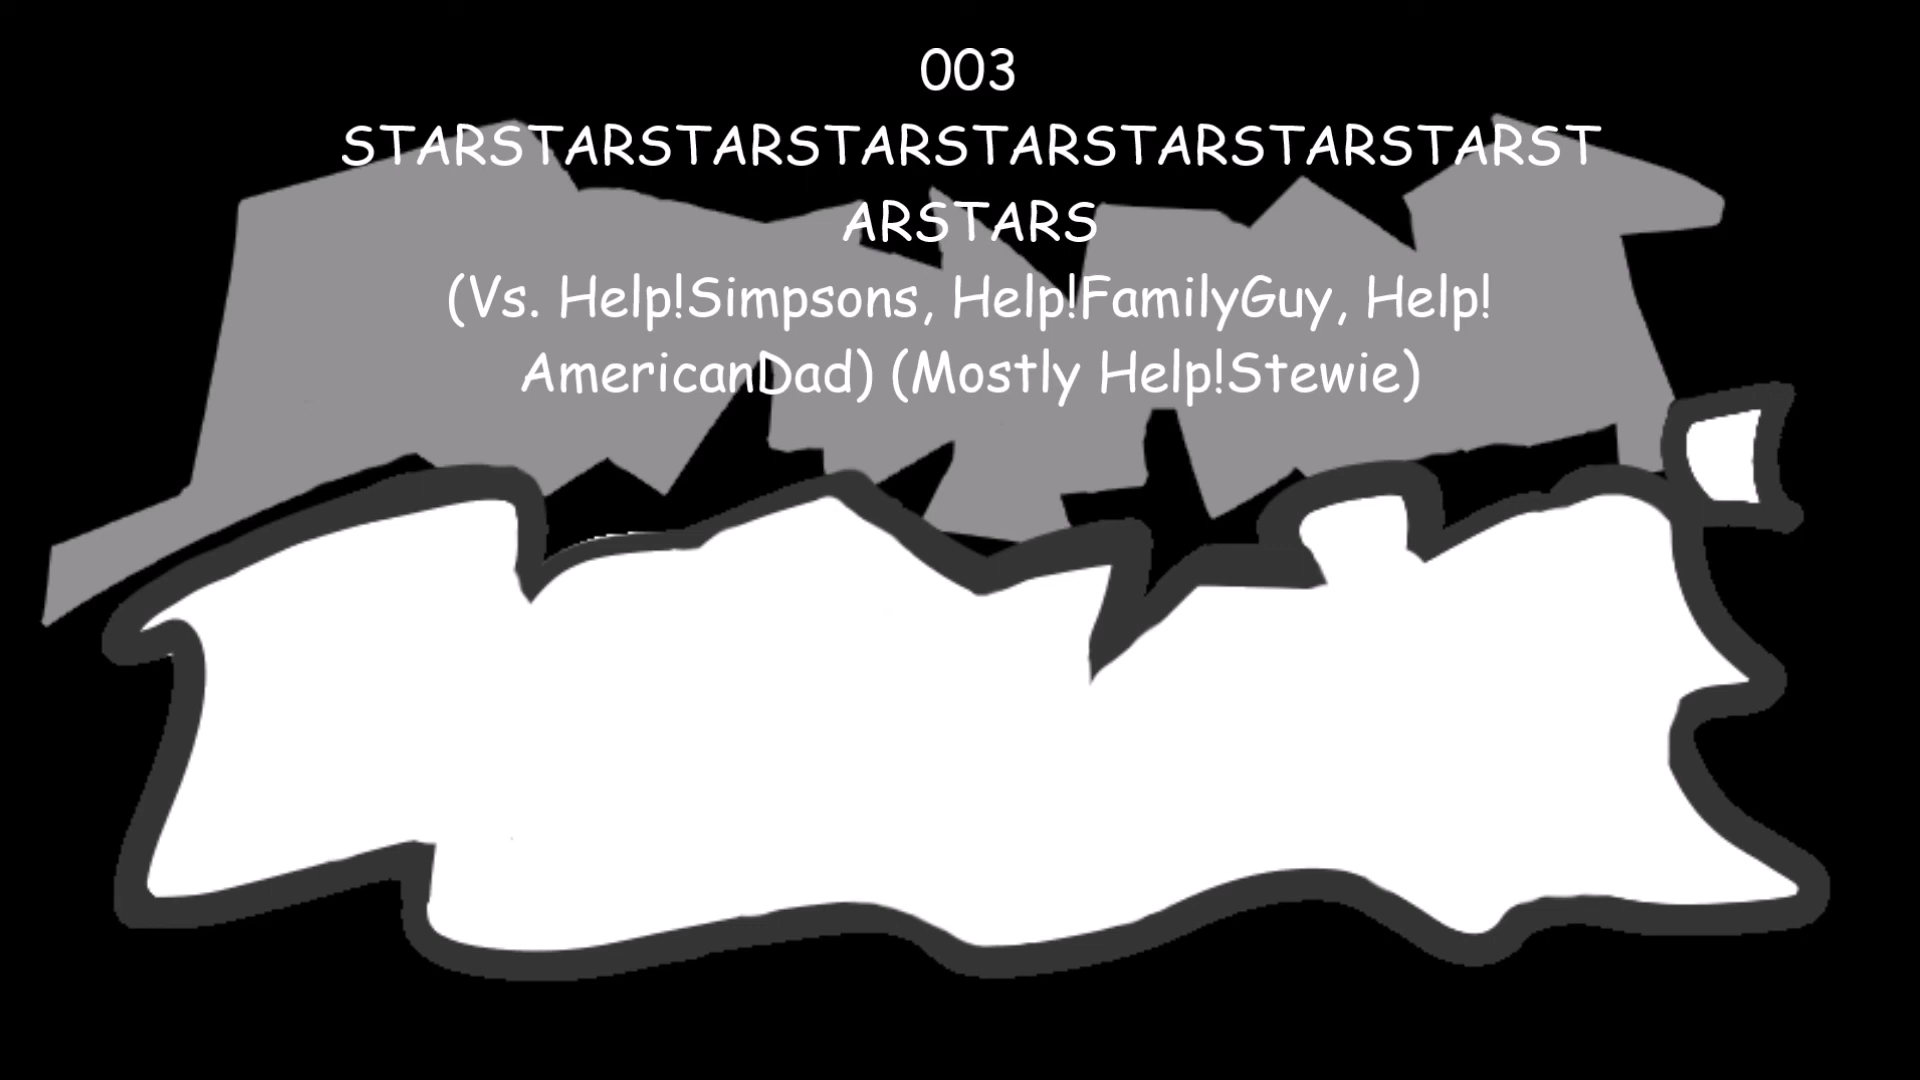 003
STARSTARSTARSTARSTARSTARSTARSTARST
ARSTARS
(Vs. Help!Simpsons, Help!FamilyGuy, Help!
AmericanDad) (Mostly Help!Stewie)